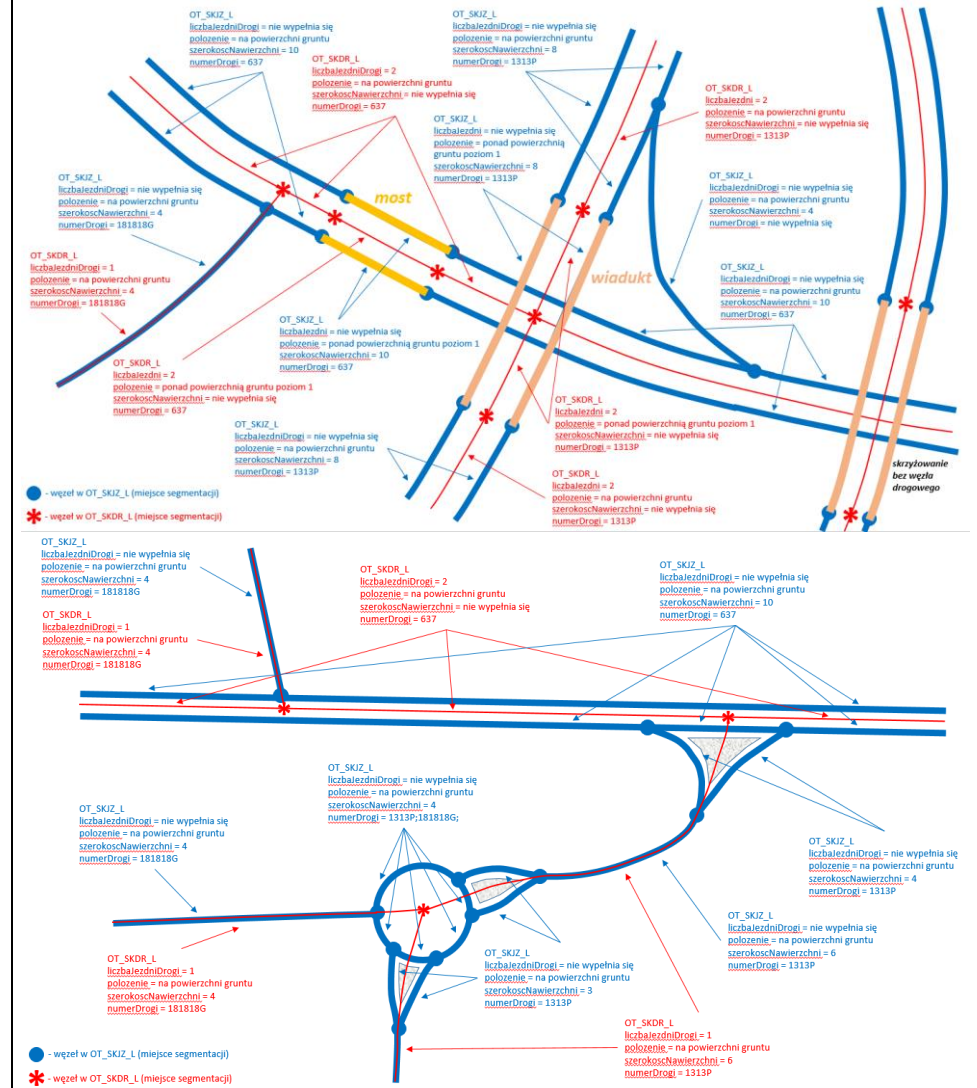 OT_SKJZ_L
liczbaJezdniDrogi = nie wypełnia się
polozenie = na powierzchni gruntu
szerokoscNawierzchni = 10
numerDrogi = 637
OT_SKDR_L
liczbaJezdniDrogi = 2
polozenie = na powierzchni gruntu
szerokoscNawierzchni = nie wypełnia się
numerDrogi = 637
OT_SKJZ_L
liczbaJezdniDrogi = nie wypełnia się
polozenie = na powierzchni gruntu
szerokoscNawierzchni = 8
numerDrogi = 1313P
OT_SKDR_L
liczbaJezdni = 2
polozenie = na powierzchni gruntu
szerokoscNawierzchni = nie wypełnia się
numerDrogi = 1313P
OT_SKJZ_L
liczbaJezdni = nie wypełnia się
polozenie = ponad powierzchnią
gruntu poziom 1
szerokoscNawierzchni = 8
numerDrogi = 1313P
OT_SKJZ_L
liczbaJezdniDrogi = nie wypełnia się
polozenie = na powierzchni gruntu
szerokoscNawierzchni = 4
numerDrogi = 181818G
OT_SKJZ_L
liczbaJezdniDrogi = nie wypełnia się
polozenie = na powierzchni gruntu
szerokoscNawierzchni = 4
numerDrogi = nie wypełnia się
most
wiadukt
OT_SKDR_L
liczbaJezdniDrogi = 1
polozenie = na powierzchni gruntu
szerokoscNawierzchni = 4
numerDrogi = 181818G
OT_SKJZ_L
liczbaJezdniDrogi = nie wypełnia się
polozenie = na powierzchni gruntu
szerokoscNawierzchni = 10
numerDrogi = 637
OT_SKJZ_L
liczbaJezdni = nie wypełnia się
polozenie = ponad powierzchnią gruntu poziom 1
szerokoscNawierzchni = 10
numerDrogi = 637
OT_SKDR_L
liczbaJezdni = 2
polozenie = ponad powierzchnią gruntu poziom 1
szerokoscNawierzchni = nie wypełnia się
numerDrogi = 637
OT_SKDR_L
liczbaJezdni = 2
polozenie = ponad powierzchnią gruntu poziom 1
szerokoscNawierzchni = nie wypełnia się
numerDrogi = 1313P
OT_SKJZ_L
liczbaJezdniDrogi = nie wypełnia się
polozenie = na powierzchni gruntu
szerokoscNawierzchni = 8
numerDrogi = 1313P
OT_SKDR_L
liczbaJezdni = 2
polozenie = na powierzchni gruntu
szerokoscNawierzchni = nie wypełnia się
numerDrogi = 1313P
skrzyżowanie
bez węzła
drogowego
- węzeł w OT_SKJZ_L (miejsce segmentacji)
- węzeł w OT_SKDR_L (miejsce segmentacji)
OT_SKJZ_L
liczbaJezdniDrogi = nie wypełnia się
polozenie = na powierzchni gruntu
szerokoscNawierzchni = 4
numerDrogi = 181818G
OT_SKDR_L
liczbaJezdniDrogi = 2
polozenie = na powierzchni gruntu
szerokoscNawierzchni = nie wypełnia się
numerDrogi = 637
OT_SKJZ_L
liczbaJezdniDrogi = nie wypełnia się
polozenie = na powierzchni gruntu
szerokoscNawierzchni = 10
numerDrogi = 637
OT_SKDR_L
liczbaJezdniDrogi = 1
polozenie = na powierzchni gruntu
szerokoscNawierzchni = 4
numerDrogi = 181818G
OT_SKJZ_L
liczbaJezdniDrogi = nie wypełnia się
polozenie = na powierzchni gruntu
szerokoscNawierzchni = 4
numerDrogi = 1313P;181818G;
OT_SKJZ_L
liczbaJezdniDrogi = nie wypełnia się
polozenie = na powierzchni gruntu
szerokoscNawierzchni = 4
numerDrogi = 181818G
OT_SKJZ_L
liczbaJezdniDrogi = nie wypełnia się
polozenie = na powierzchni gruntu
szerokoscNawierzchni = 4
numerDrogi = 1313P
OT_SKJZ_L
liczbaJezdniDrogi = nie wypełnia się
polozenie = na powierzchni gruntu
szerokoscNawierzchni = 6
numerDrogi = 1313P
OT_SKDR_L
liczbaJezdniDrogi = 1
polozenie = na powierzchni gruntu
szerokoscNawierzchni = 4
numerDrogi = 181818G
OT_SKJZ_L
liczbaJezdniDrogi = nie wypełnia się
polozenie = na powierzchni gruntu
szerokoscNawierzchni = 3
numerDrogi = 1313P
OT_SKDR_L
liczbaJezdniDrogi = 1
polozenie = na powierzchni gruntu
szerokoscNawierzchni = 6
numerDrogi = 1313P
- węzeł w OT_SKJZ_L (miejsce segmentacji)
- węzeł w OT_SKDR_L (miejsce segmentacji)